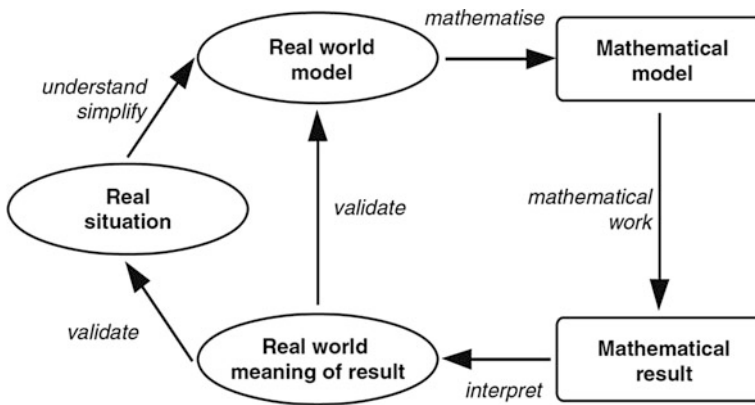 mathematise
Real world
model
Mathematical
model
understand
simplify
Real
situation
validate
mathematical
work
validate
Real world
meaning of result
interpret
Mathematical
result